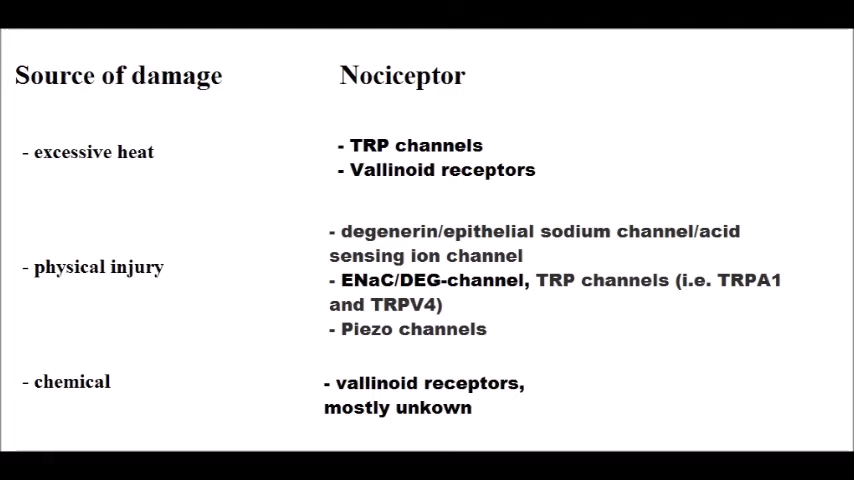 Source of damage
Nociceptor
- excessive heat
- TRP channels
- Vallinoid receptors
- physical injury
- degenerin/epithelial sodium channel/acid
sensing ion channel
- ENaC/DEG-channel, TRP channels (i.e. TRPA1
and TRPV4)
- Piezo channels
- chemical
- vallinoid receptors,
mostly unkown